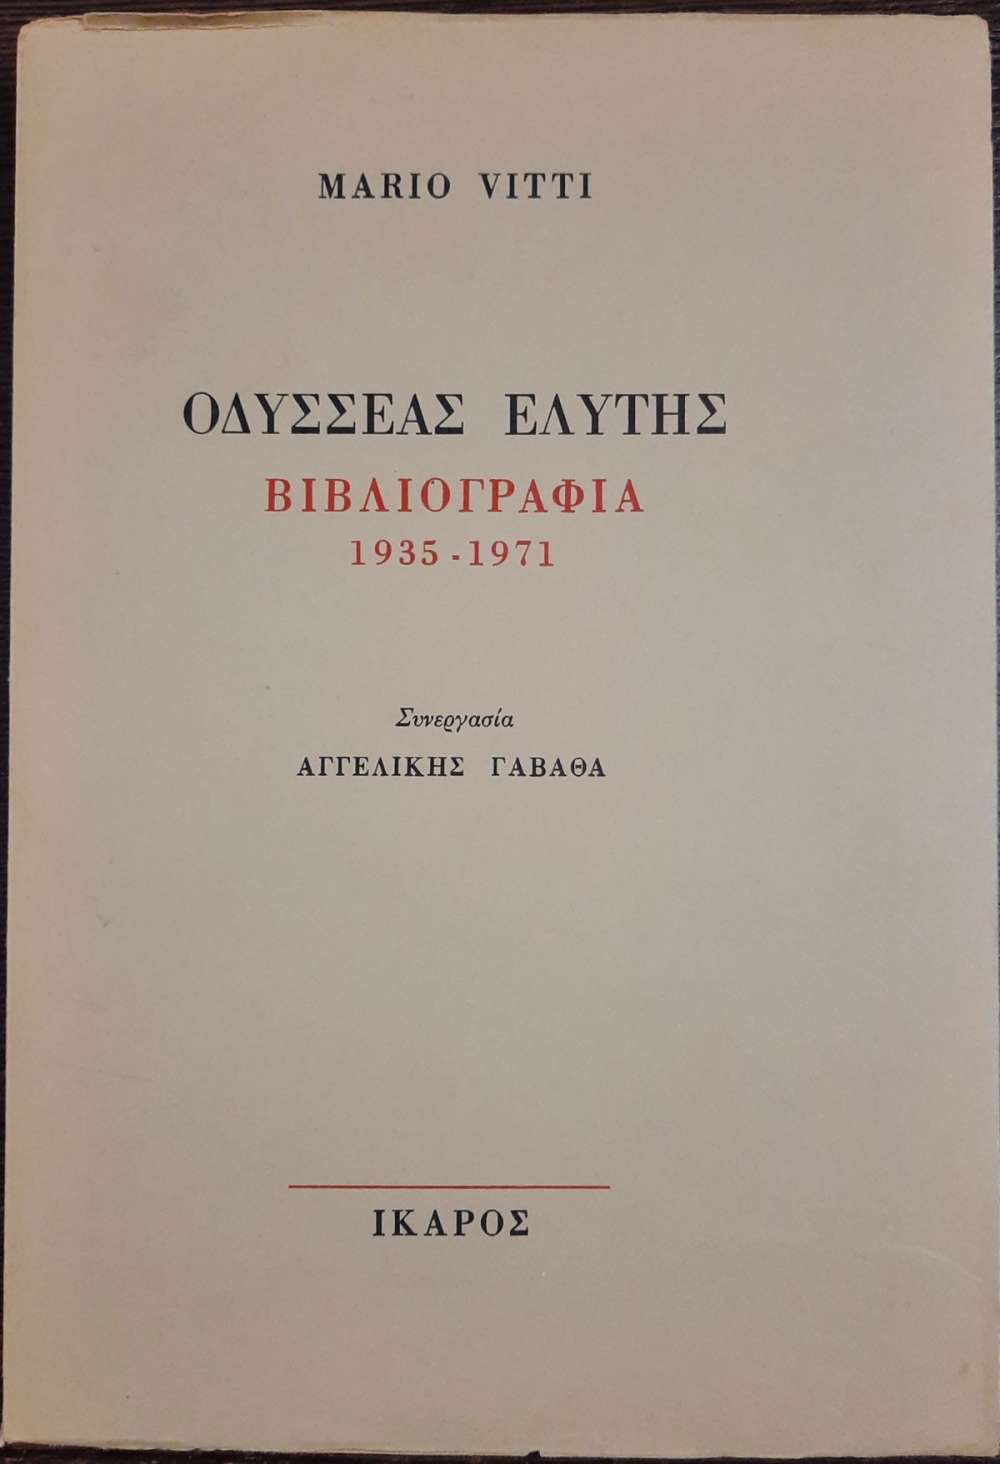 MARIO VITTI
ΟΔΥΣΣΕΑΣ ΕΛΥΤΗΣ
ΒΙΒΛΙΟΓΡΑΦΙΑ
1935 - 1971
Συνεργασία
ΑΓΓΕΛΙΚΗΣ ΓΑΒΑΘΑ
ΙΚΑΡΟΣ